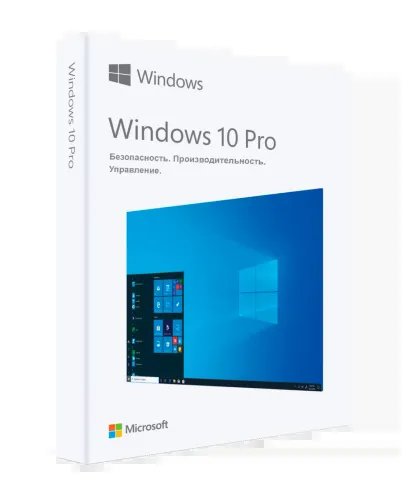 Windows 10 Pro
Windows
Windows 10 Pro
Безопасность. Производительность.
Управление.
Microsoft